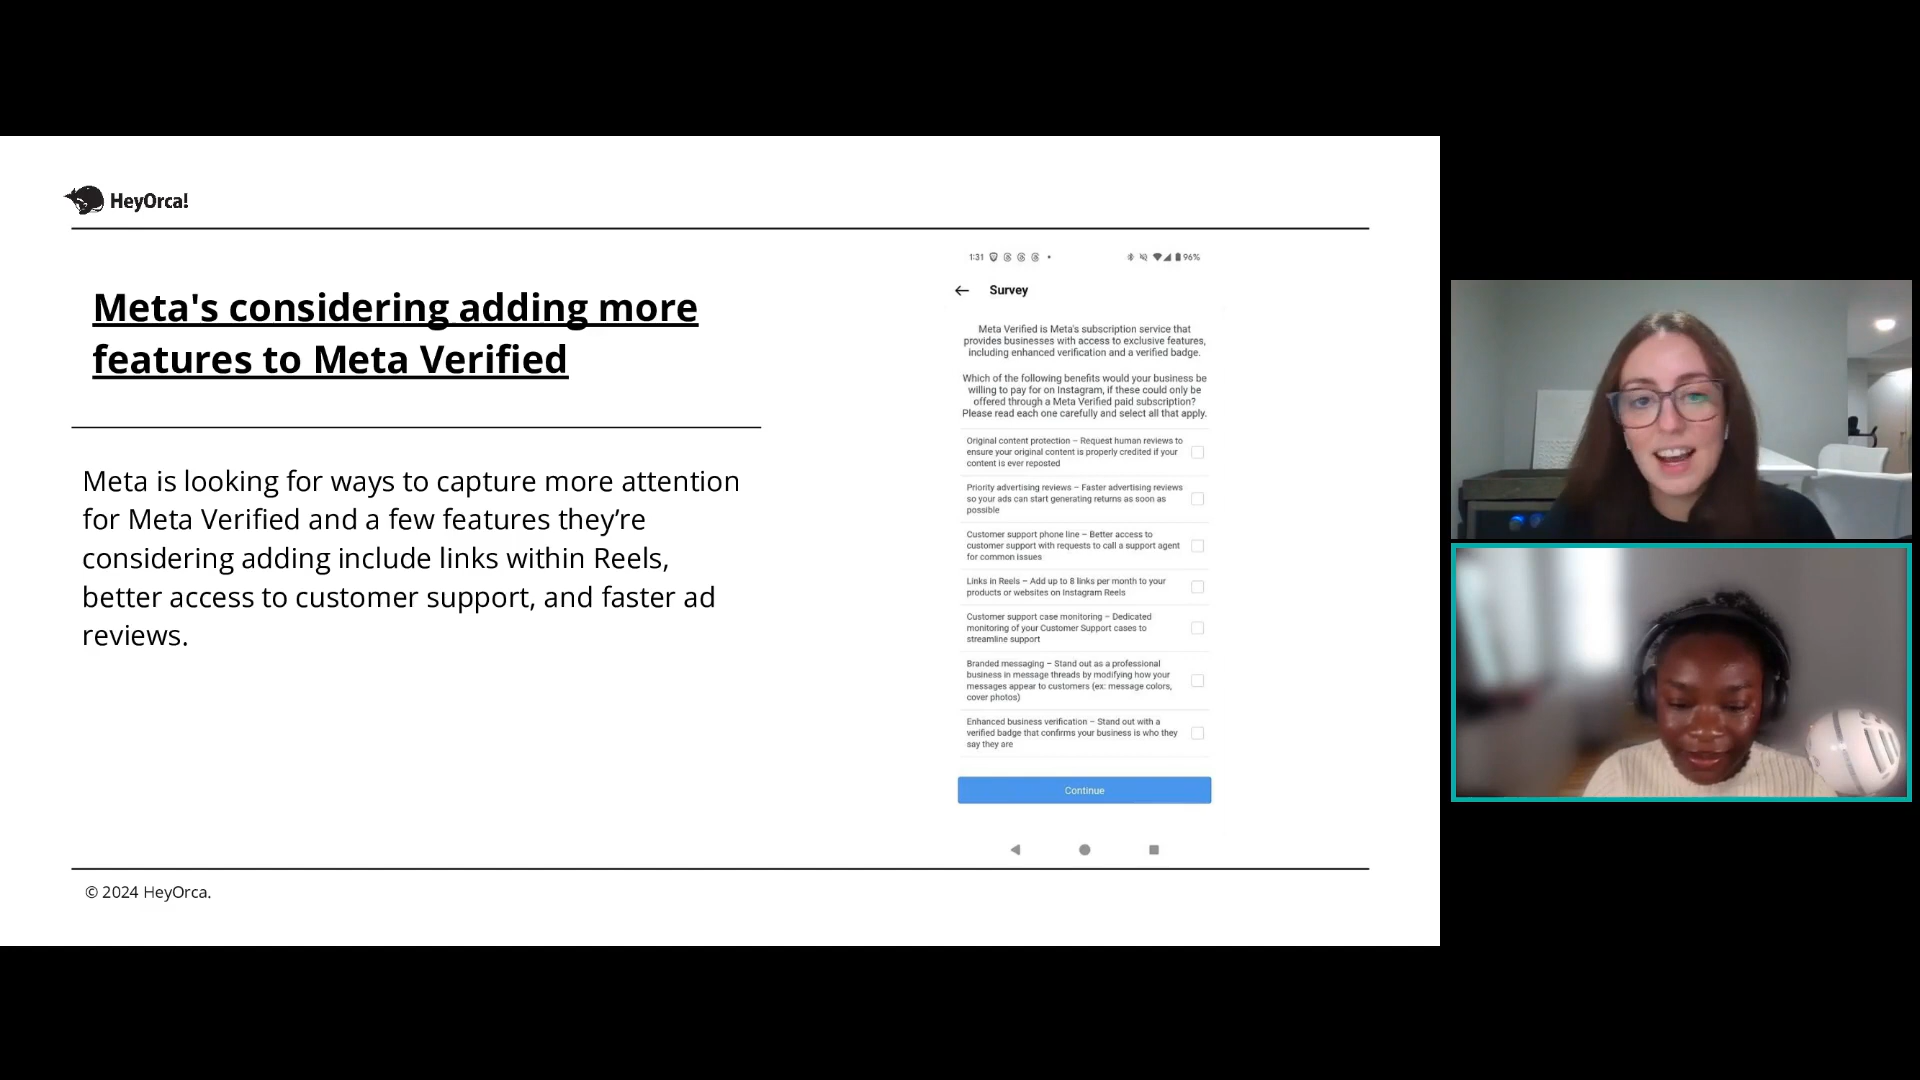 HeyOrca!
Meta's considering adding more
features to Meta Verified
Meta is looking for ways to capture more attention
for Meta Verified and a few features they’re
considering adding include links within Reels,
better access to customer support, and faster ad
reviews.
1:31
96%
Survey
Meta Verified is Meta's subscription service that
provides businesses with access to exclusive features,
including enhanced verification and a verified badge.
Which of the following benefits would your business be
willing to pay for on Instagram, if these could only be
offered through a Meta Verified paid subscription?
Please read each one carefully and select all that apply.
Original content protection – Request human reviews to
ensure your original content is properly credited if your
content is ever reposted
Priority advertising reviews – Faster advertising reviews
so your ads can start generating returns as soon as
possible
Customer support phone line – Better access to
customer support with requests to call a support agent
for common issues
Links in Reels – Add up to 8 links per month to your
products or websites on Instagram Reels
Customer support case monitoring – Dedicated
monitoring of your Customer Support cases to
streamline support
Branded messaging – Stand out as a professional
business in message threads by modifying how your
messages appear to customers (ex: message colors,
cover photos)
Enhanced business verification – Stand out with a
verified badge that confirms your business is who they
say they are
Continue
© 2024 HeyOrca.